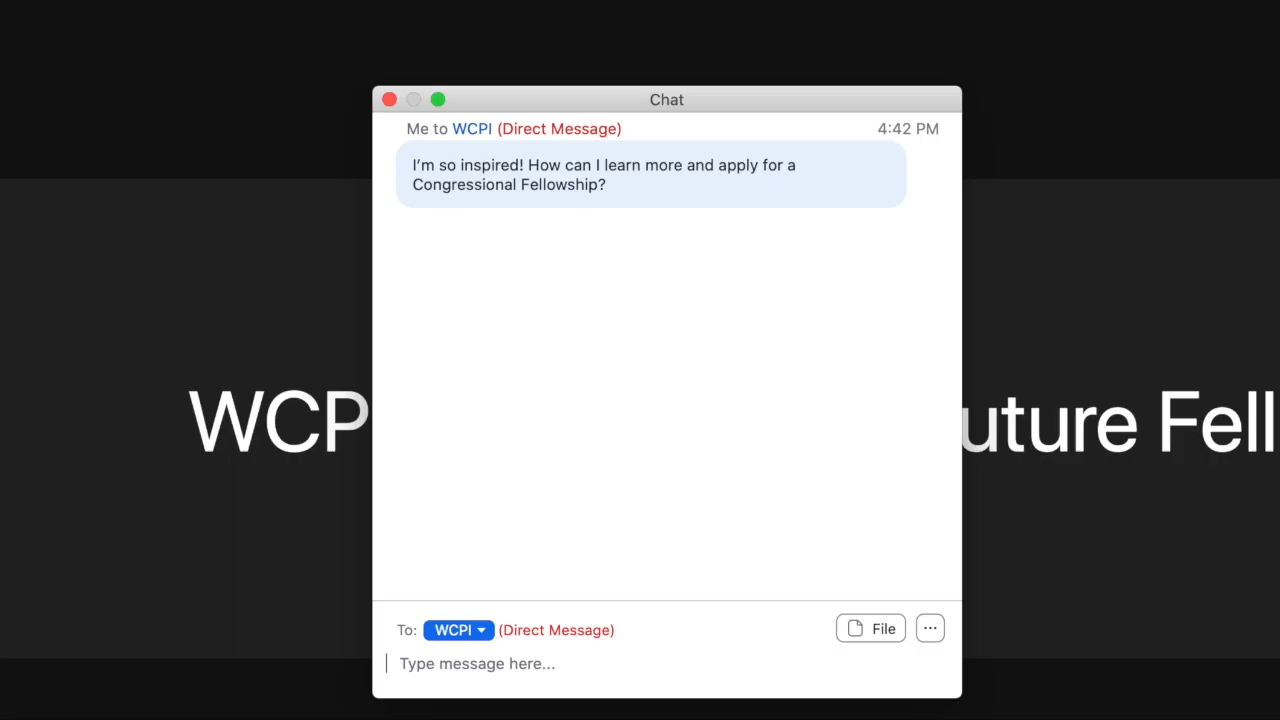 Chat
Me to WCPI (Direct Message) 4:42 PM
I’m so inspired! How can I learn more and apply for a
Congressional Fellowship?
WCP uture Fell
To: WCPI (Direct Message) File ...
Type message here...